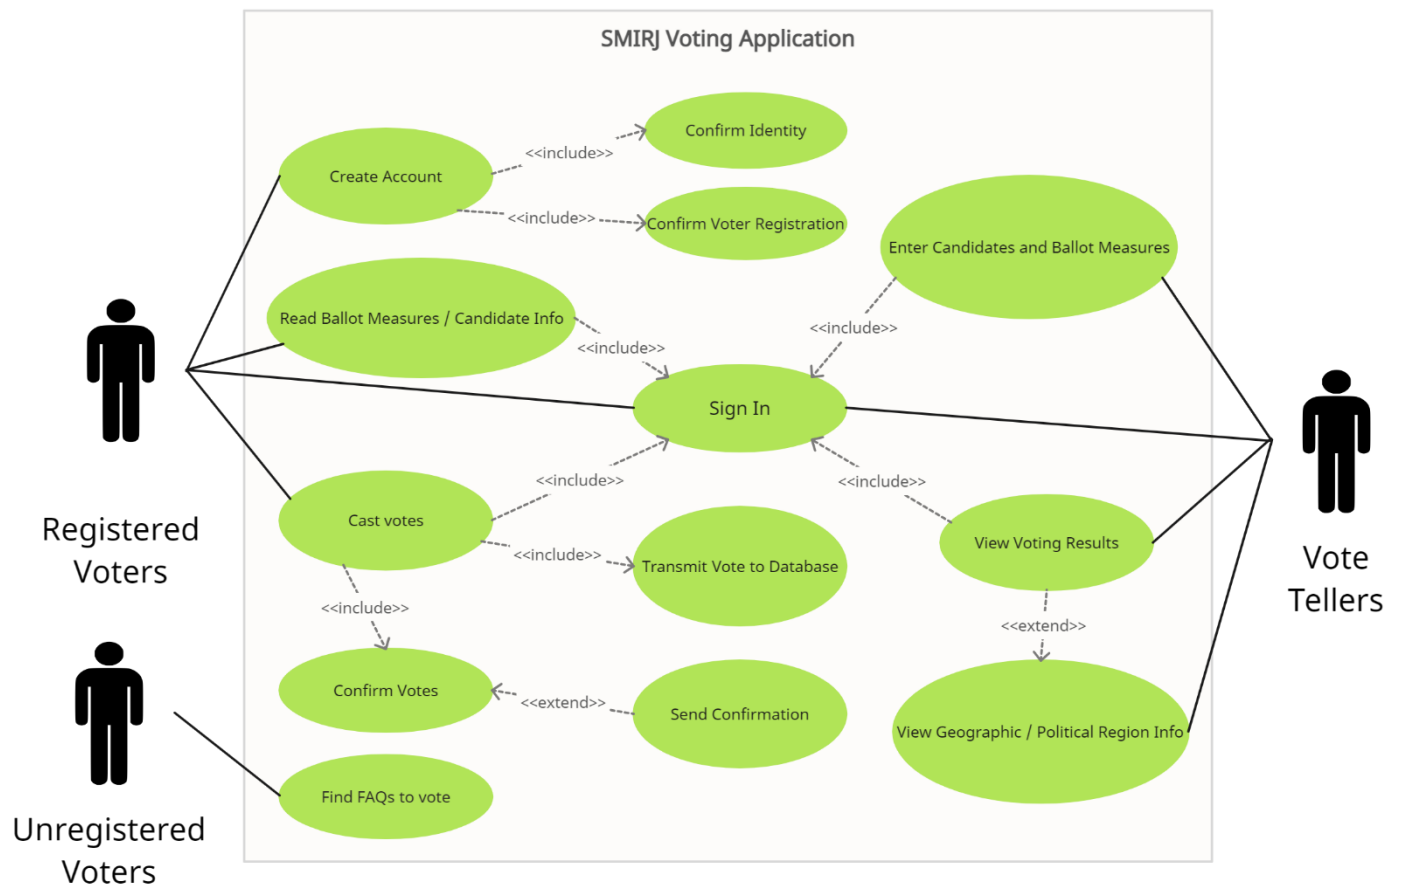 SMIRJ Voting Application
Confirm Identity
<<include>>
Create Account
<<include>>
Confirm Voter Registration
Enter Candidates and Ballot Measures
Read Ballot Measures / Candidate Info
<<include>>
<<include>>
Sign In
<<include>>
<<include>>
Cast votes
Registered
Voters
<<include>>
View Voting Results
Transmit Vote to Database
Vote
Tellers
<<include>>
<<extend>>
Confirm Votes
<<extend>>
Send Confirmation
View Geographic / Political Region Info
Find FAQs to vote
Unregistered
Voters